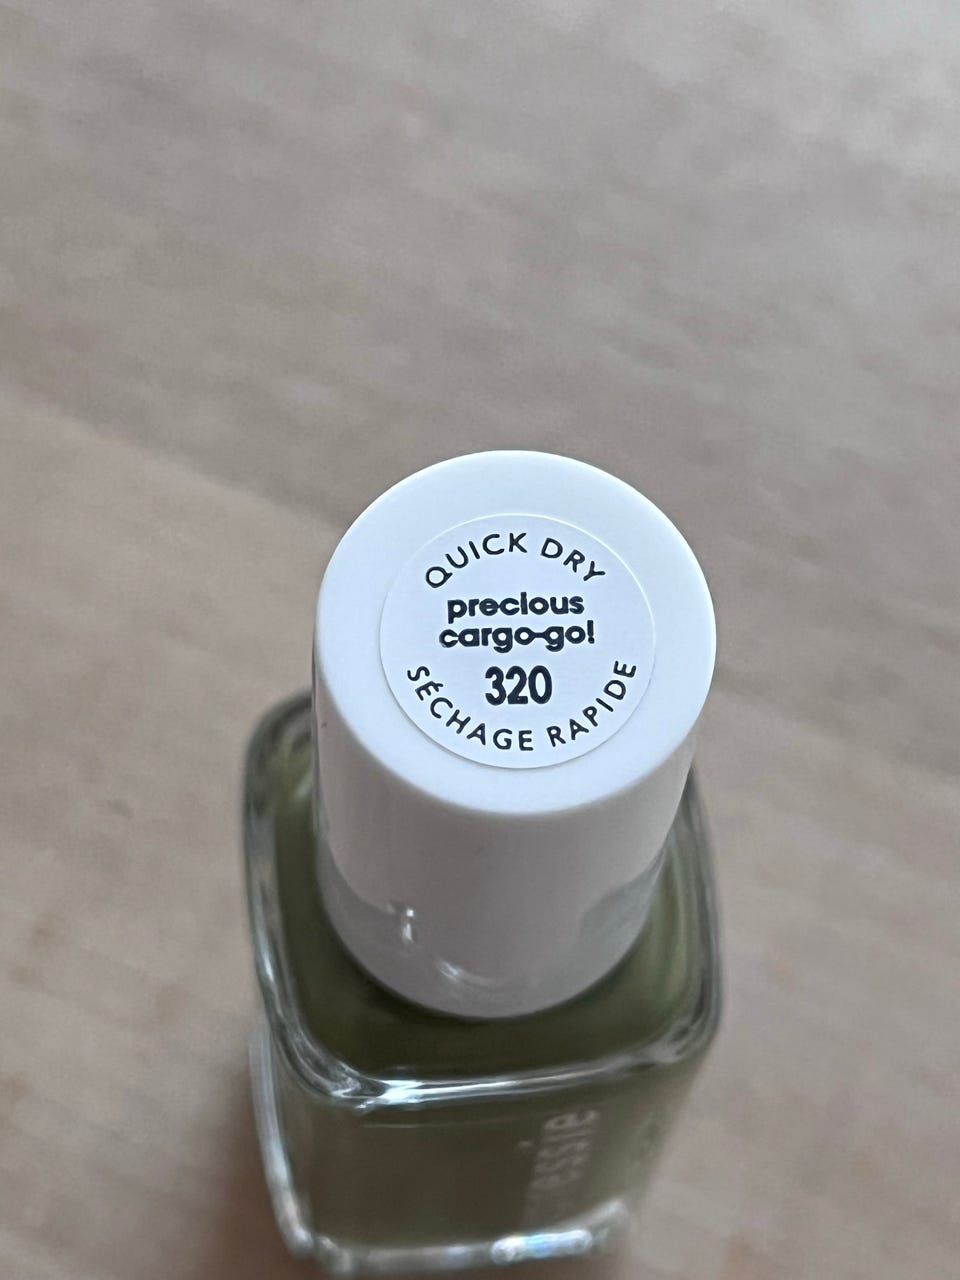 QUICK DRY
precious
cargo-go!
320
SÉCHAGE RAPIDE
essie